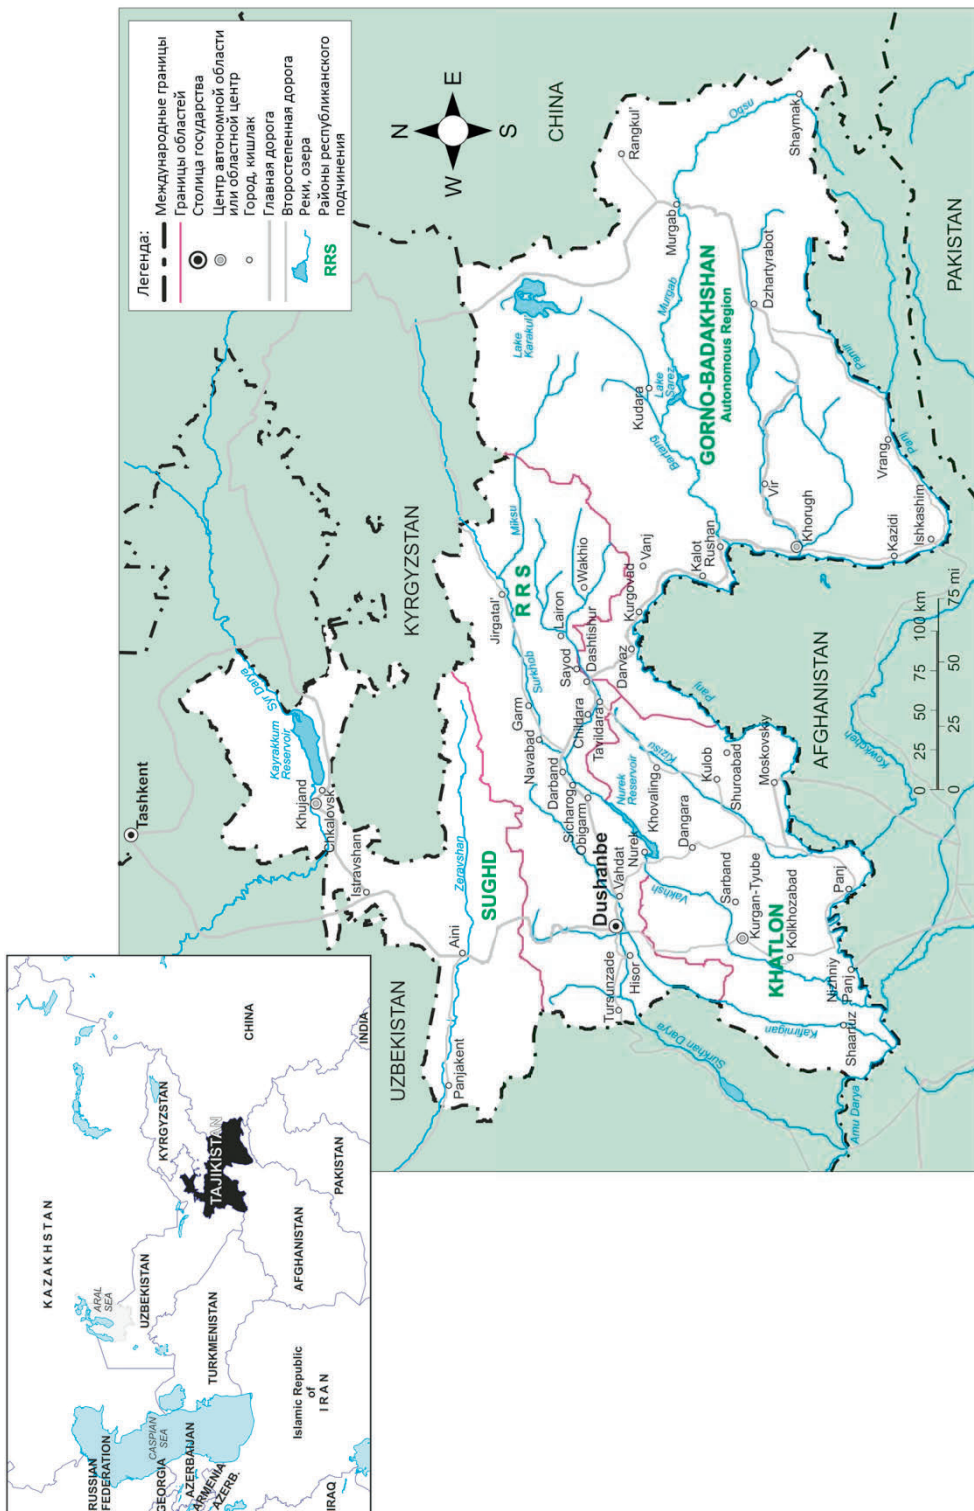 Легенда:
Международные границы
Границы областей
Столица государства
Центр автономной области
или областной центр
Город, кишлак
Главная дорога
Второстепенная дорога
Реки, озера
RRS
Районы республиканского
подчинения
N
W
E
S
RUSSIAN
FEDERATION
KAZAKHSTAN
ARAL
SEA
CASPIAN
SEA
GEORGIA
AZERBAIJAN
ARMENIA
AZERB.
UZBEKISTAN
TURKMENISTAN
KYRGYZSTAN
TAJIKISTAN
CHINA
Islamic Republic
of
IRAN
IRAQ
AFGHANISTAN
PAKISTAN
INDIA
Tashkent
Syr Darya
Kayrakkum
Reservoir
Khujand
Chkalovsk
Istravshan
KYRGYZSTAN
UZBEKISTAN
CHINA
Aini
Panjakent
Zeravshan
SUGHD
Jirgatal'
Miksu
Surkhob
Garm
Navabad
RRS
Lairon
Wakhio
Sayod
Dashtishur
Darband
Sicharog
Obigarm
Childara
Tavildara
Darvaz
Kurgovad
Vanj
Kalot
Rushan
Lake
Karakul'
Rangkul'
Murgab
Murgab
Oqsu
Shaymak
Kudara
Lake
Sarez
Bartang
GORNO-BADAKHSHAN
Autonomous Region
Dzhartyrabot
Vir
Khorugh
Pamir
Panj
Vrang
Kazidi
Ishkashim
PAKISTAN
Dushanbe
Vahdat
Nurek
Nurek
Reservoir
Tursunzade
Hisor
Khovaling
Kizisu
Kulob
Shuroabad
Moskovskiy
Dangara
Vakhsh
Sarband
Kurgan-Tyube
Kolkhozabad
KHATLON
Panj
Nizhniy
Panj
Kafirnigan
Shaartuz
Surkhan Darya
Amu Darya
Panj
AFGHANISTAN
Kowkcheh
0 25 50 75 100 km
0 25 50 75 mi